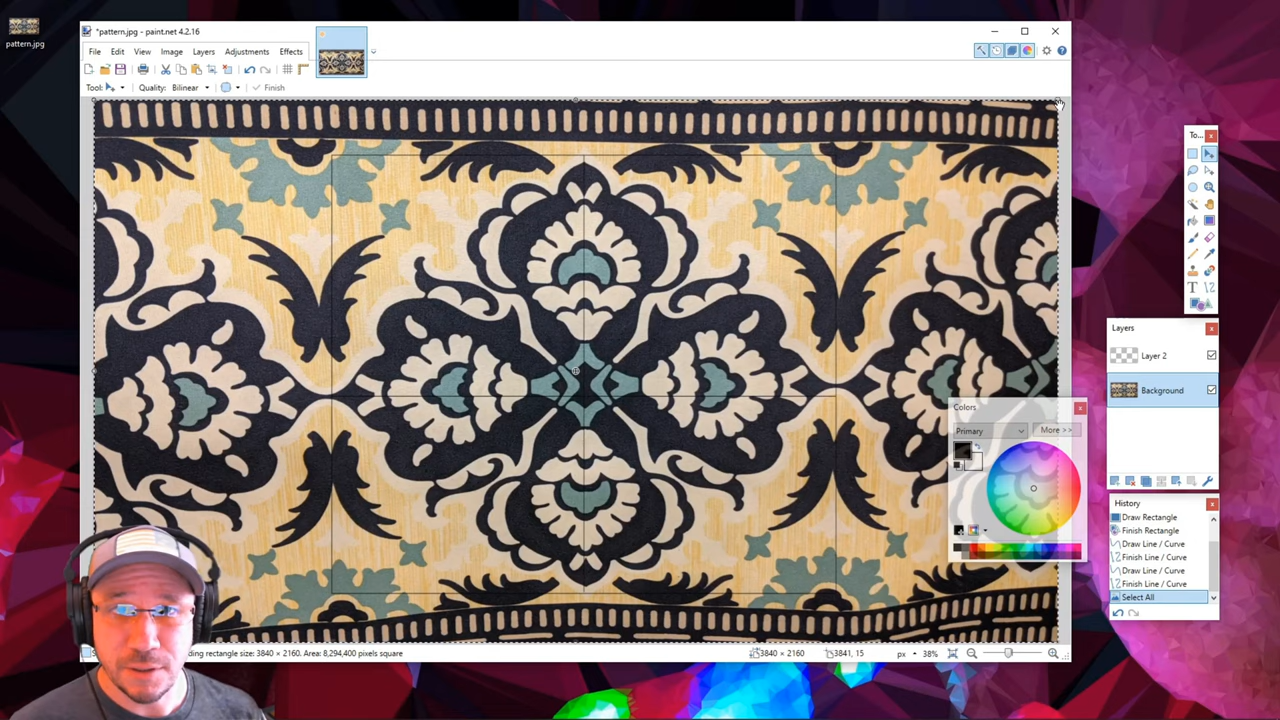 pattern.jpg
*pattern.jpg - paint.net 4.2.16
File Edit View Image Layers Adjustments Effects
Tool: Quality: Bilinear Finish
To...
Layers
Layer 2
Background
Colors
Primary More >>
History
Draw Rectangle
Finish Rectangle
Draw Line / Curve
Finish Line / Curve
Draw Line / Curve
Finish Line / Curve
Select All
rectangle size: 3840 × 2160. Area: 8,294,400 pixels square 3840 × 2160 3841, 15 px 38%